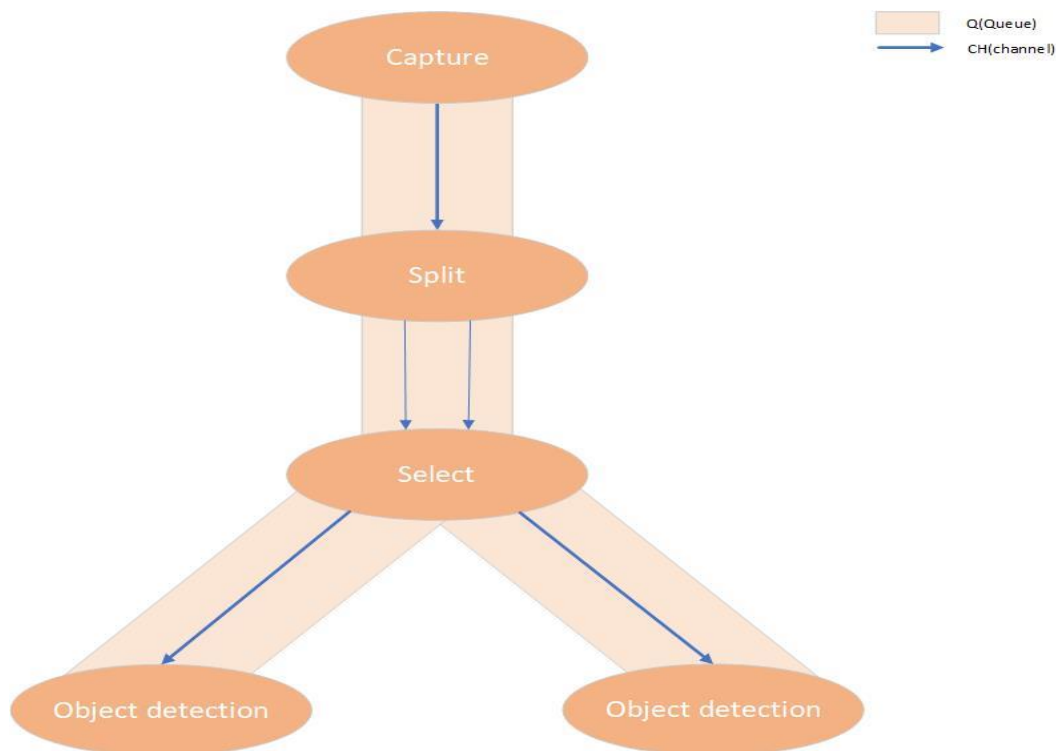 Capture
Q(Queue)
CH(channel)
Split
Select
Object detection
Object detection